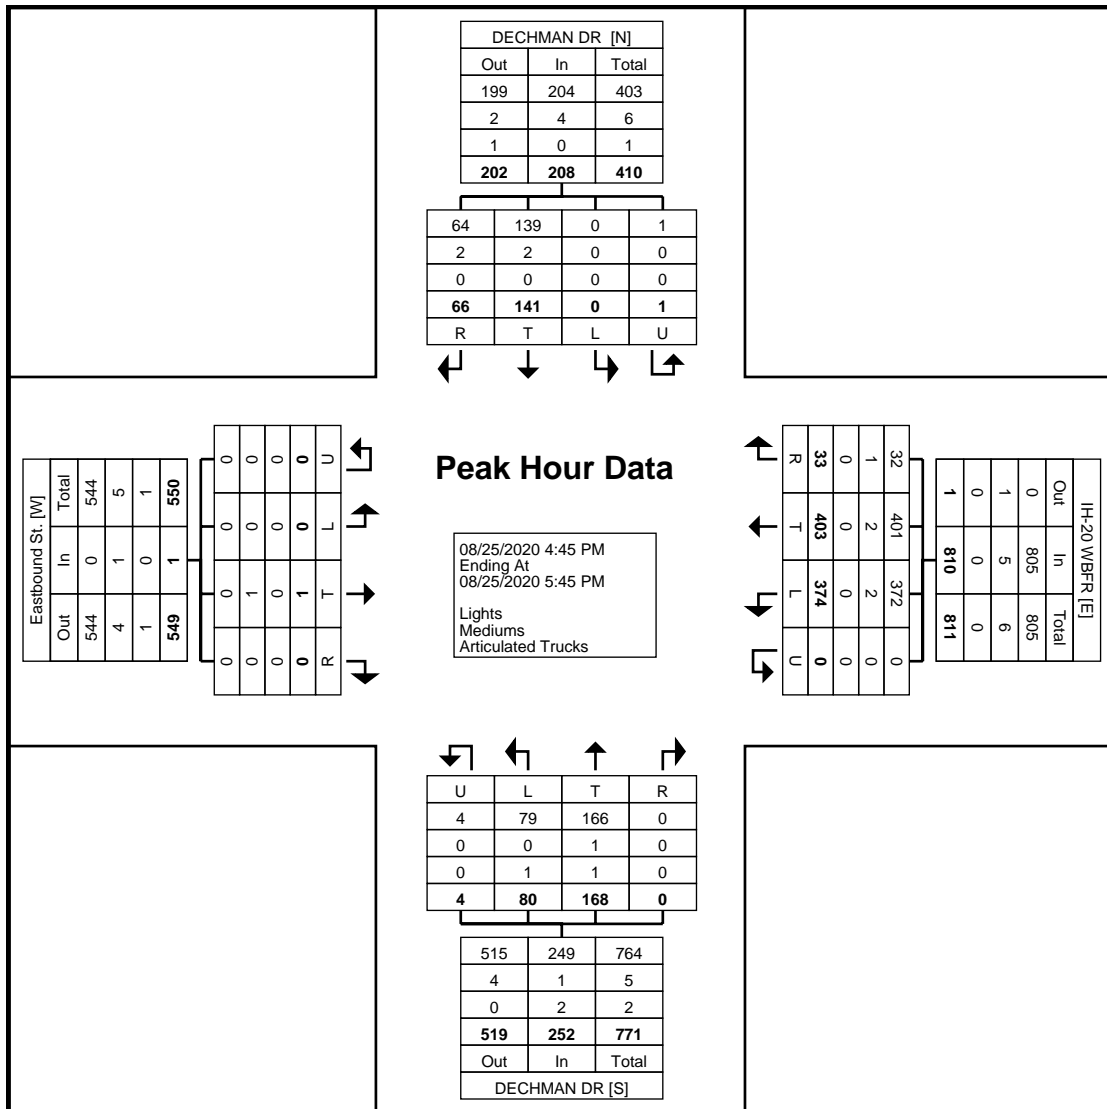 DECHMAN DR [N]
Out In Total
199 204 403
2 4 6
1 0 1
202 208 410
64 139 0 1
2 2 0 0
0 0 0 0
66 141 0 1
R T L U
Eastbound St. [W]
Total In Out
544 0 544
5 1 4
1 0 1
550 1 549
0 0 0 0
0 0 1 0
0 0 0 0
0 0 1 0
U L T R
Peak Hour Data
08/25/2020 4:45 PM
Ending At
08/25/2020 5:45 PM
Lights
Mediums
Articulated Trucks
R T L U
33 403 374 0
0 0 0 0
1 2 2 0
32 401 372 0
1 810 811
0 0 0
1 5 6
0 805 805
Out In Total
IH-20 WBFR [E]
U L T R
4 79 166 0
0 0 1 0
0 1 1 0
4 80 168 0
515 249 764
4 1 5
0 2 2
519 252 771
Out In Total
DECHMAN DR [S]